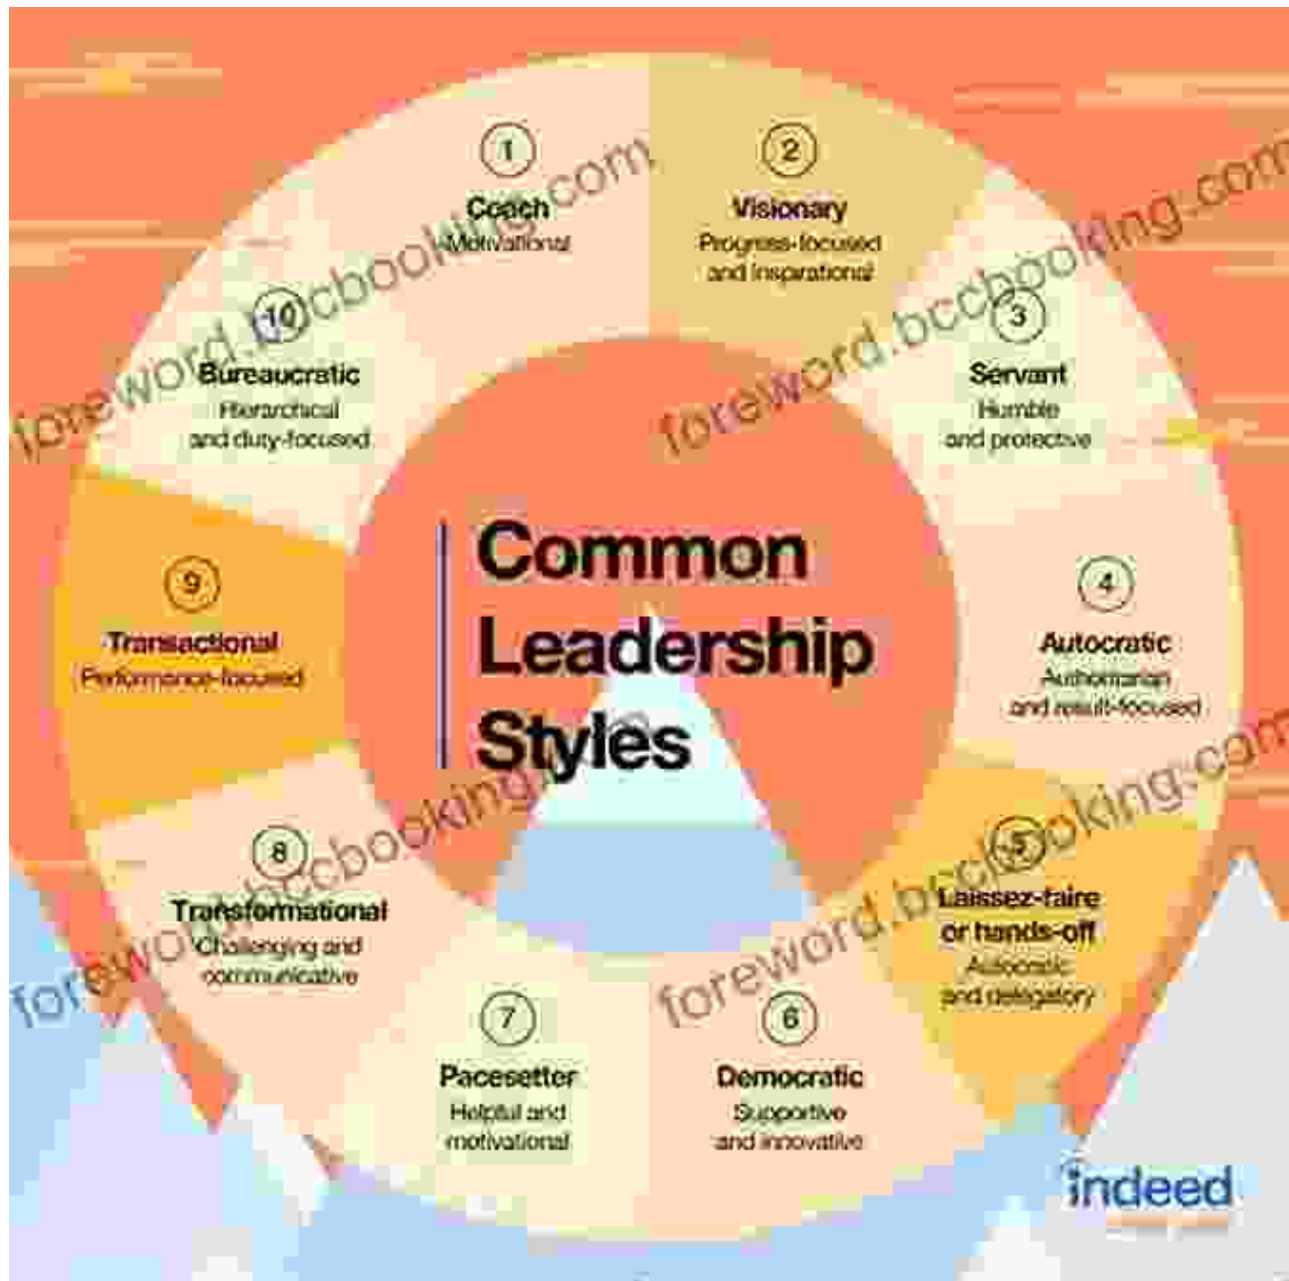 Common
Leadership
Styles
1
Coach
Motivational
2
Visionary
Progress-focused
and inspirational
3
Servant
Humble
and protective
4
Autocratic
Authoritarian
and result-focused
5
Laissez-faire
or hands-off
Autocratic
and delegatory
6
Democratic
Supportive
and innovative
7
Pacesetter
Helpful and
motivational
8
Transformational
Challenging and
communicative
9
Transactional
Performance-focused
10
Bureaucratic
Hierarchical
and duty-focused
indeed
foreword.bccbooking.com
foreword.bccbooking.com
foreword.bccbooking.com
foreword.bccbooking.com